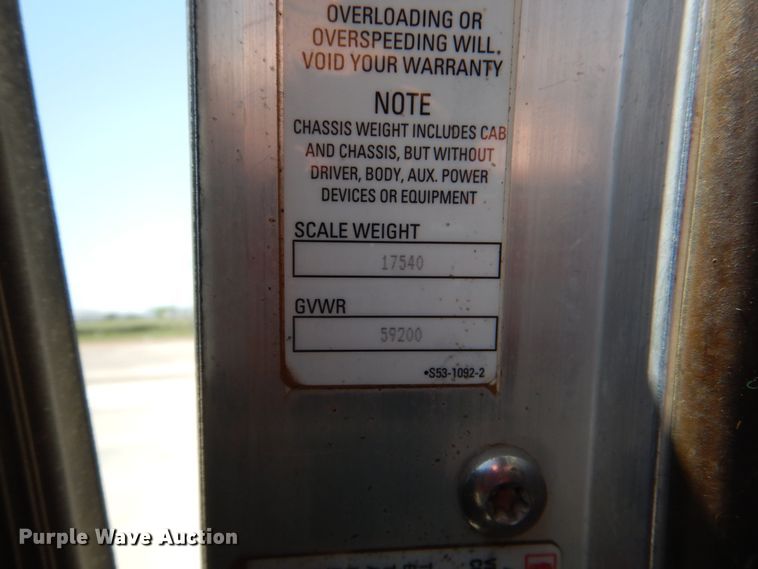 OVERLOADING OR
OVERSPEEDING WILL
VOID YOUR WARRANTY
NOTE
CHASSIS WEIGHT INCLUDES CAB
AND CHASSIS, BUT WITHOUT
DRIVER, BODY, AUX. POWER
DEVICES OR EQUIPMENT
SCALE WEIGHT
17540
GVWR
59200
•S53-1092-2
Purple Wave Auction